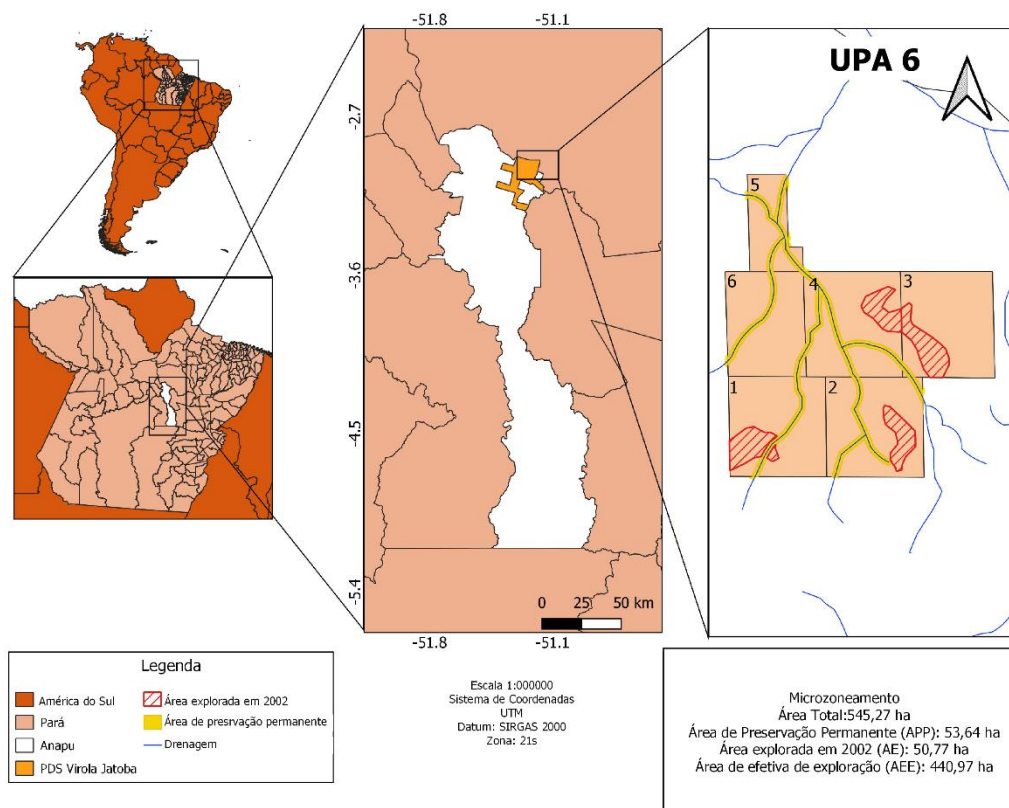 -51.8
-51.1
-2.7
-3.6
-4.5
-5.4
0 25 50 km
-51.8
-51.1
UPA 6
5
6
4
3
1
2
Legenda
América do Sul
Pará
Anapu
PDS Virola Jatoba
Área explorada em 2002
Área de presrvação permanente
Drenagem
Escala 1:000000
Sistema de Coordenadas
UTM
Datum: SIRGAS 2000
Zona: 21s
Microzoneamento
Área Total:545,27 ha
Área de Preservação Permanente (APP): 53,64 ha
Área explorada em 2002 (AE): 50,77 ha
Área de efetiva de exploração (AEE): 440,97 ha